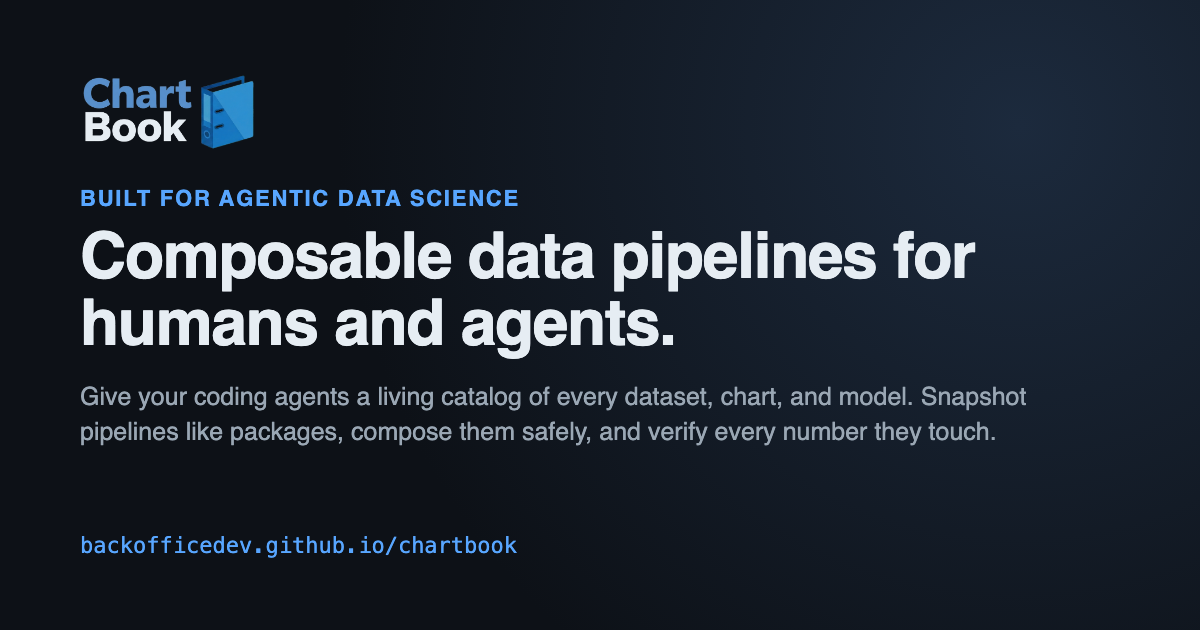 Chart
Book
BUILT FOR AGENTIC DATA SCIENCE
Composable data pipelines for
humans and agents.
Give your coding agents a living catalog of every dataset, chart, and model. Snapshot
pipelines like packages, compose them safely, and verify every number they touch.
backofficedev.github.io/chartbook